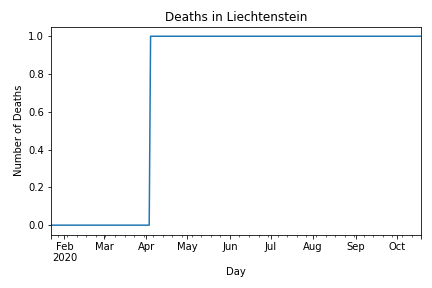 Deaths in Liechtenstein
1.0
0.8
0.6
0.4
0.2
0.0
Number of Deaths
Feb Mar Apr May Jun Jul Aug Sep Oct
2020
Day